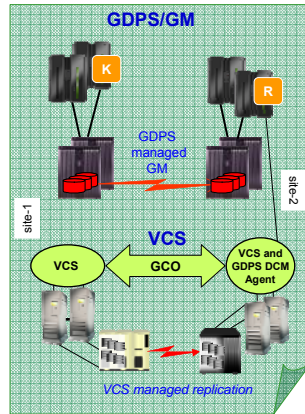 GDPS/GM
K
R
GDPS
managed
GM
site-1
site-2
VCS
VCS
GCO
VCS and
GDPS DCM
Agent
VCS managed replication